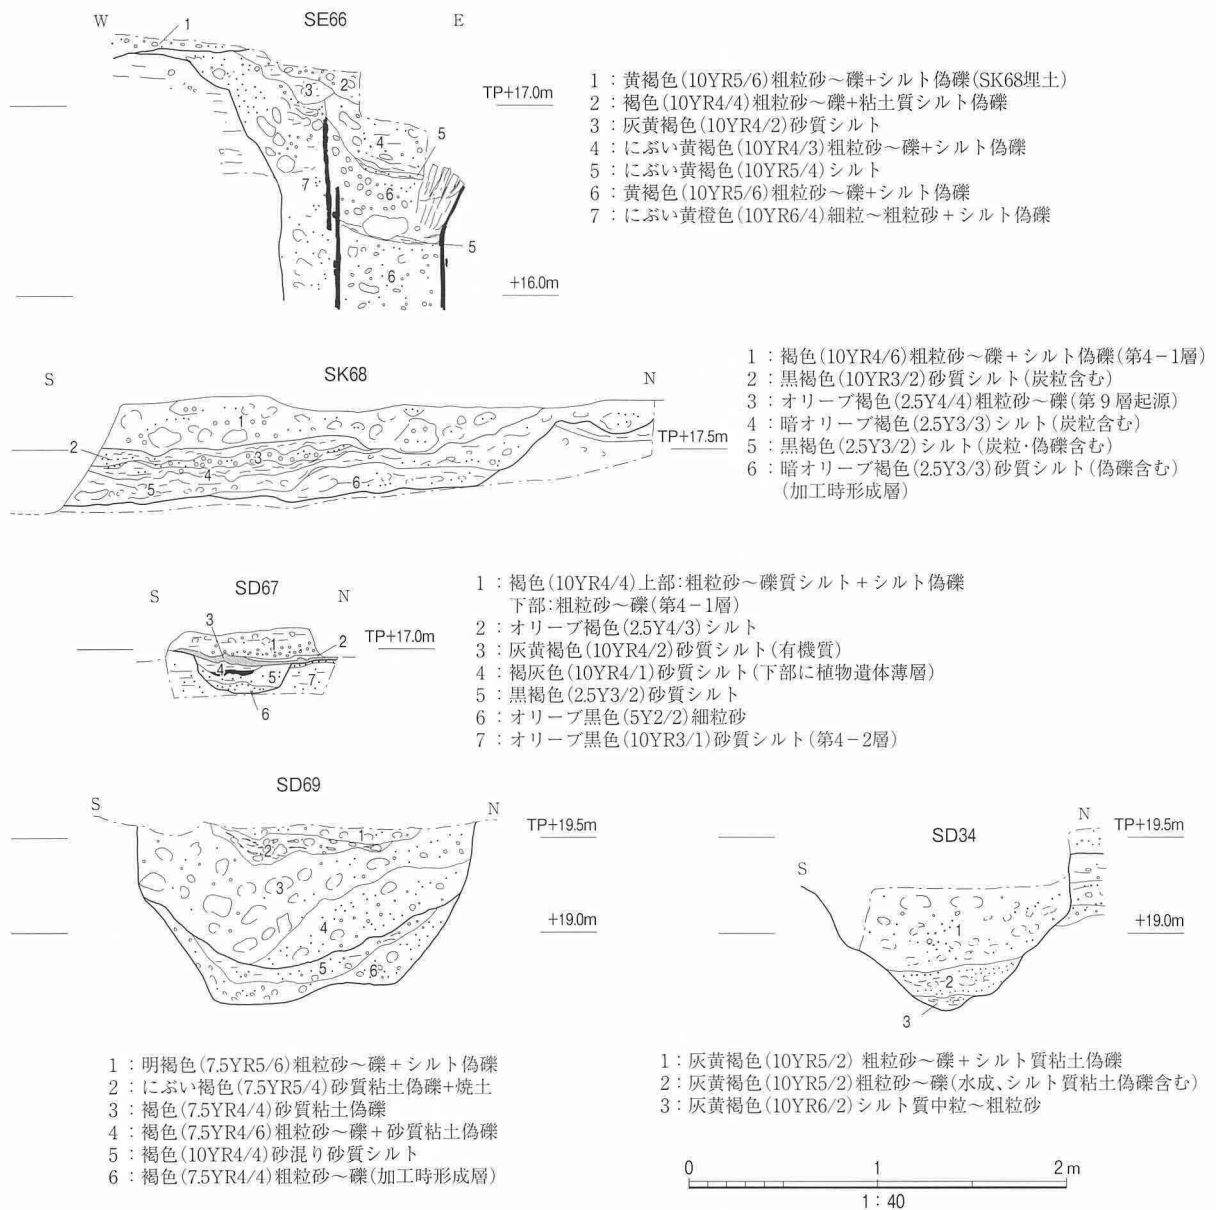 SE66
W
E
1
2
3
4
5
6
7
5
6
TP+17.0m
+16.0m
1：黄褐色(10YR5/6)粗粒砂～礫+シルト偽礫(SK68埋土)
2：褐色(10YR4/4)粗粒砂～礫+粘土質シルト偽礫
3：灰黄褐色(10YR4/2)砂質シルト
4：にぶい黄褐色(10YR4/3)粗粒砂～礫+シルト偽礫
5：にぶい黄褐色(10YR5/4)シルト
6：黄褐色(10YR5/6)粗粒砂～礫+シルト偽礫
7：にぶい黄橙色(10YR6/4)細粒～粗粒砂+シルト偽礫
SK68
S
N
1
2
3
4
5
6
TP+17.5m
1：褐色(10YR4/6)粗粒砂～礫+シルト偽礫(第4-1層)
2：黒褐色(10YR3/2)砂質シルト(炭粒含む)
3：オリーブ褐色(2.5Y4/4)粗粒砂～礫(第9層起源)
4：暗オリーブ褐色(2.5Y3/3)シルト(炭粒含む)
5：黒褐色(2.5Y3/2)シルト(炭粒･偽礫含む)
6：暗オリーブ褐色(2.5Y3/3)砂質シルト(偽礫含む)
(加工時形成層)
SD67
S
N
3
1
2
4
5
7
6
TP+17.0m
1：褐色(10YR4/4)上部:粗粒砂～礫質シルト+シルト偽礫
下部:粗粒砂～礫(第4-1層)
2：オリーブ褐色(2.5Y4/3)シルト
3：灰黄褐色(10YR4/2)砂質シルト(有機質)
4：褐灰色(10YR4/1)砂質シルト(下部に植物遺体薄層)
5：黒褐色(2.5Y3/2)砂質シルト
6：オリーブ黒色(5Y2/2)細粒砂
7：オリーブ黒色(10YR3/1)砂質シルト(第4-2層)
SD69
S
N
1
2
3
4
5
6
TP+19.5m
+19.0m
1：明褐色(7.5YR5/6)粗粒砂～礫+シルト偽礫
2：にぶい褐色(7.5YR5/4)砂質粘土偽礫+焼土
3：褐色(7.5YR4/4)砂質粘土偽礫
4：褐色(7.5YR4/6)粗粒砂～礫+砂質粘土偽礫
5：褐色(10YR4/4)砂混り砂質シルト
6：褐色(7.5YR4/4)粗粒砂～礫(加工時形成層)
SD34
S
N
1
2
3
TP+19.5m
+19.0m
1：灰黄褐色(10YR5/2) 粗粒砂～礫+シルト質粘土偽礫
2：灰黄褐色(10YR5/2)粗粒砂～礫(水成､シルト質粘土偽礫含む)
3：灰黄褐色(10YR6/2)シルト質中粒～粗粒砂
0 1 2m
1：40